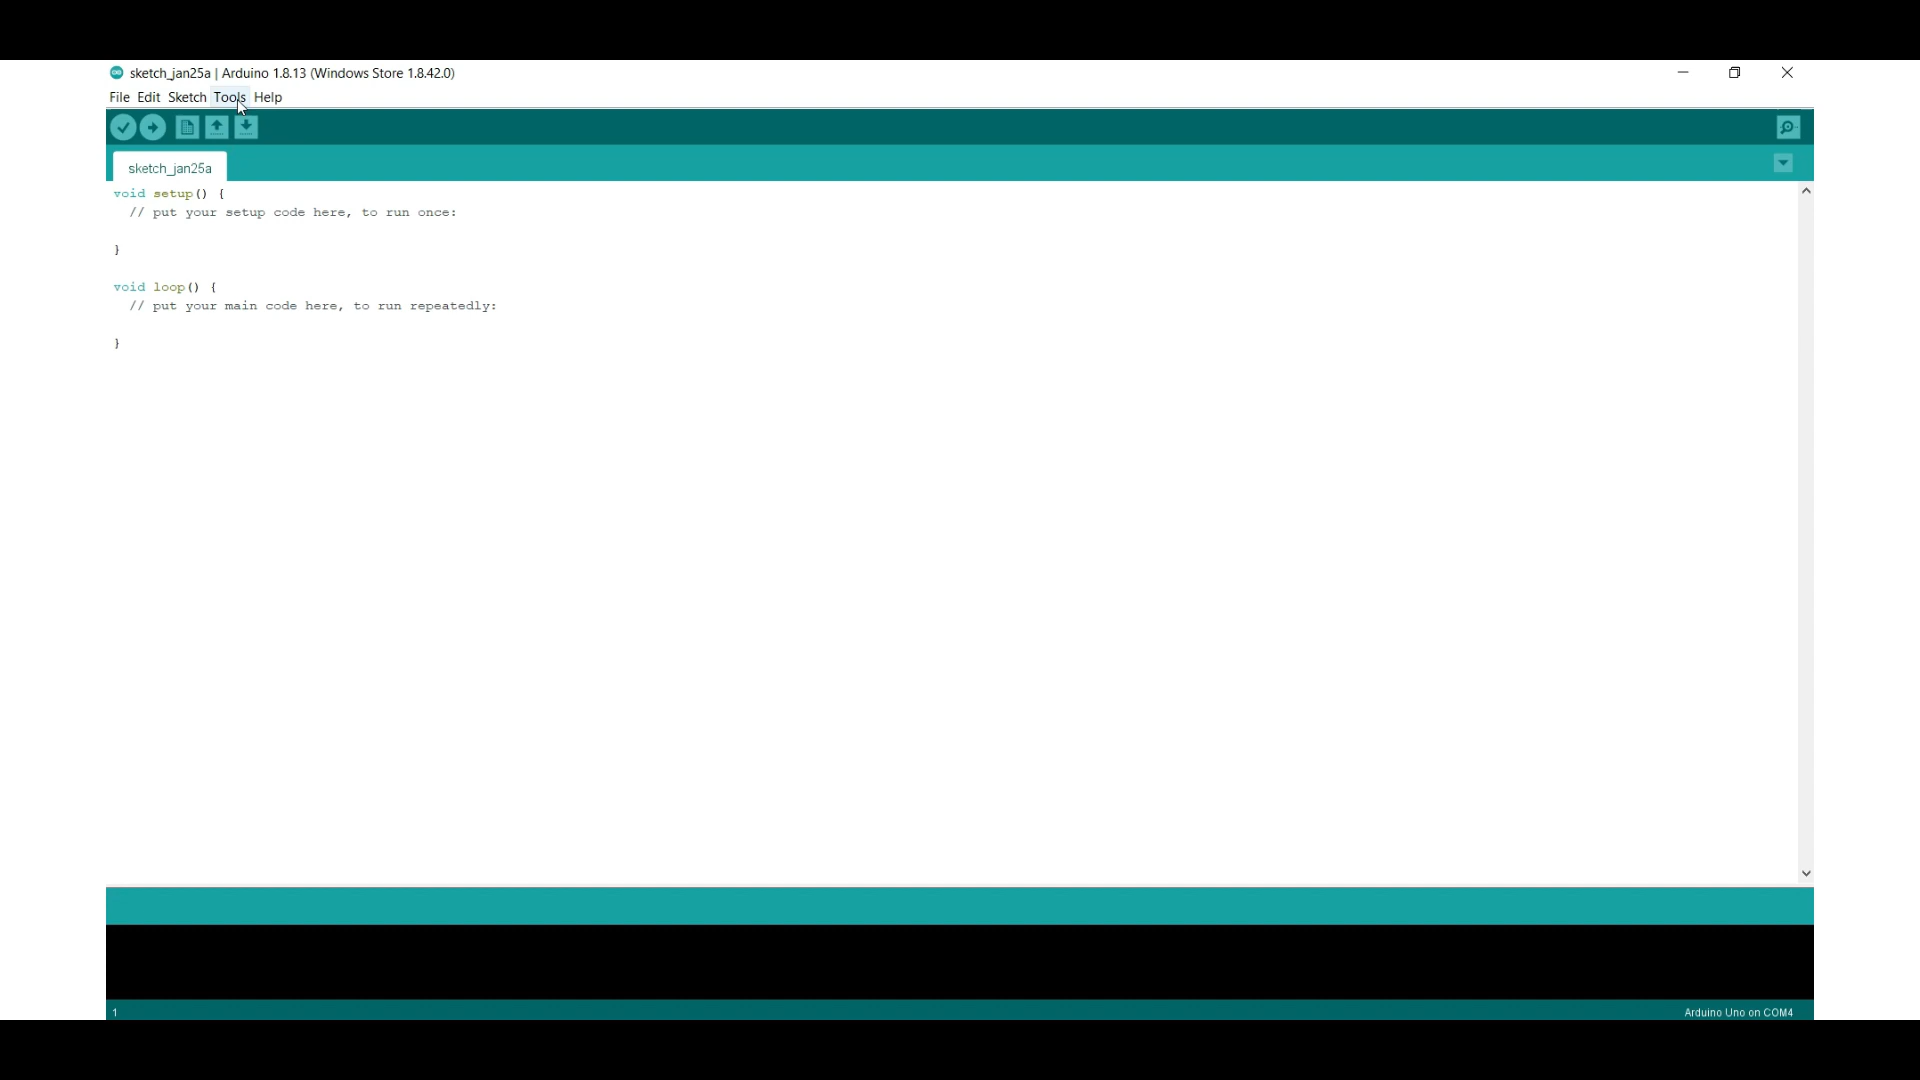 sketch_jan25a | Arduino 1.8.13 (Windows Store 1.8.42.0)
File Edit Sketch Tools Help
sketch_jan25a
void setup() {
  // put your setup code here, to run once:
}
void loop() {
  // put your main code here, to run repeatedly:
}
1
Arduino Uno on COM4